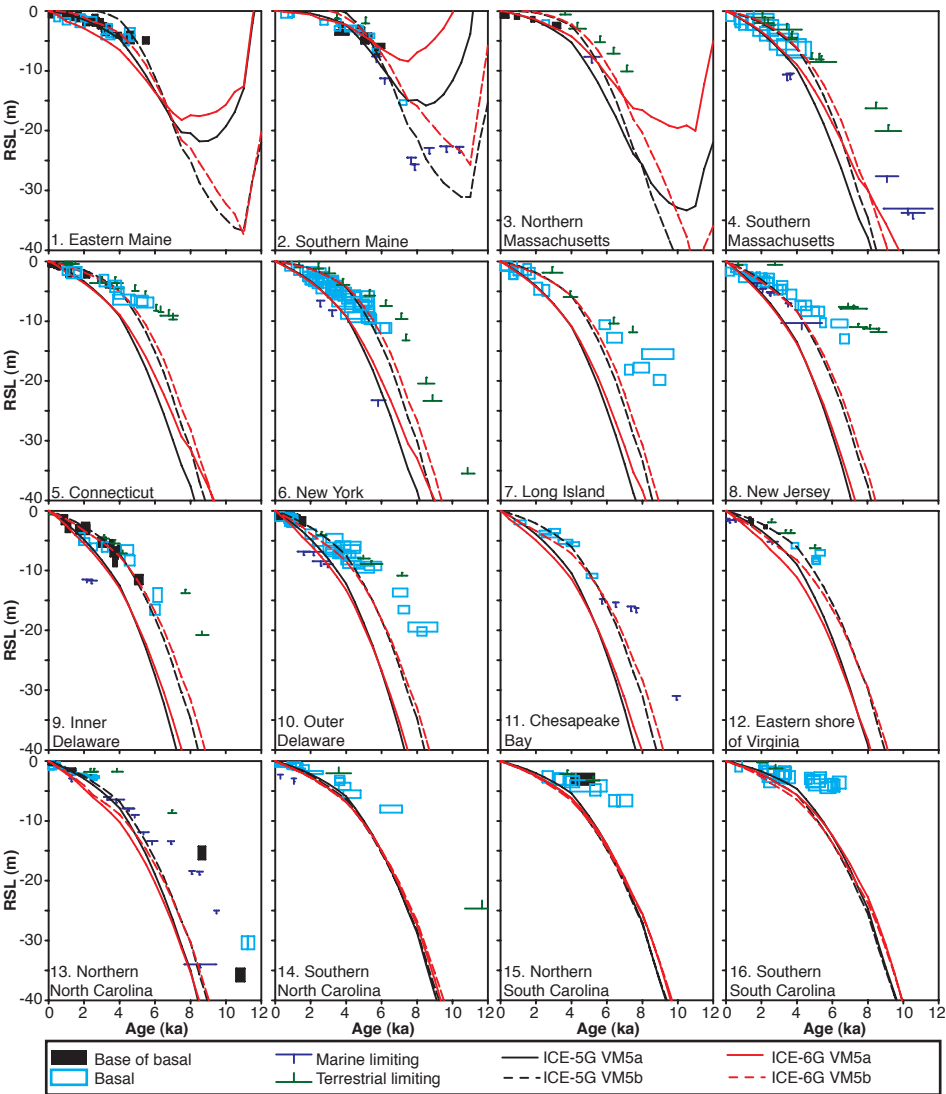 0
-10
-20
-30
-40
RSL (m)
1. Eastern Maine
2. Southern Maine
3. Northern
Massachusetts
4. Southern
Massachusetts
0
-10
-20
-30
-40
RSL (m)
5. Connecticut
6. New York
7. Long Island
8. New Jersey
0
-10
-20
-30
-40
RSL (m)
9. Inner
Delaware
10. Outer
Delaware
11. Chesapeake
Bay
12. Eastern shore
of Virginia
0
-10
-20
-30
-40
RSL (m)
13. Northern
North Carolina
14. Southern
North Carolina
15. Northern
South Carolina
16. Southern
South Carolina
0 2 4 6 8 10 0 2 4 6 8 10 12 0 2 4 6 8 10 0 2 4 6 8 10 12
Age (ka) Age (ka) Age (ka) Age (ka)
Base of basal Marine limiting ICE-5G VM5a ICE-6G VM5a
Basal Terrestrial limiting ICE-5G VM5b ICE-6G VM5b